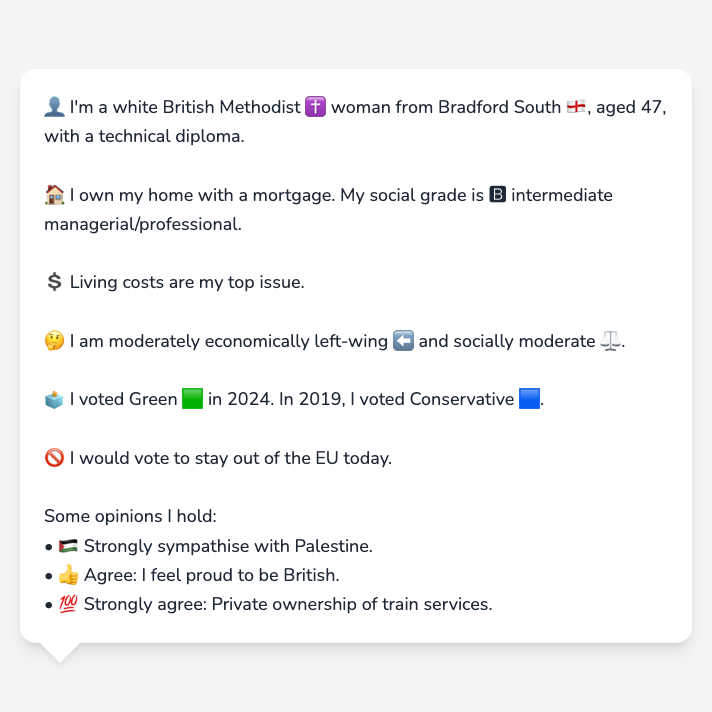 👤 I'm a white British Methodist ✝️ woman from Bradford South 🏴󠁧󠁢󠁥󠁮󠁧󠁿, aged 47,
with a technical diploma.
🏠 I own my home with a mortgage. My social grade is 🅱 intermediate
managerial/professional.
💲 Living costs are my top issue.
🤔 I am moderately economically left-wing ⬅️ and socially moderate ⚖️.
🗳️ I voted Green 🟩 in 2024. In 2019, I voted Conservative 🟦.
🚫 I would vote to stay out of the EU today.
Some opinions I hold:
• 🇵🇸 Strongly sympathise with Palestine.
• 👍 Agree: I feel proud to be British.
• 💯 Strongly agree: Private ownership of train services.